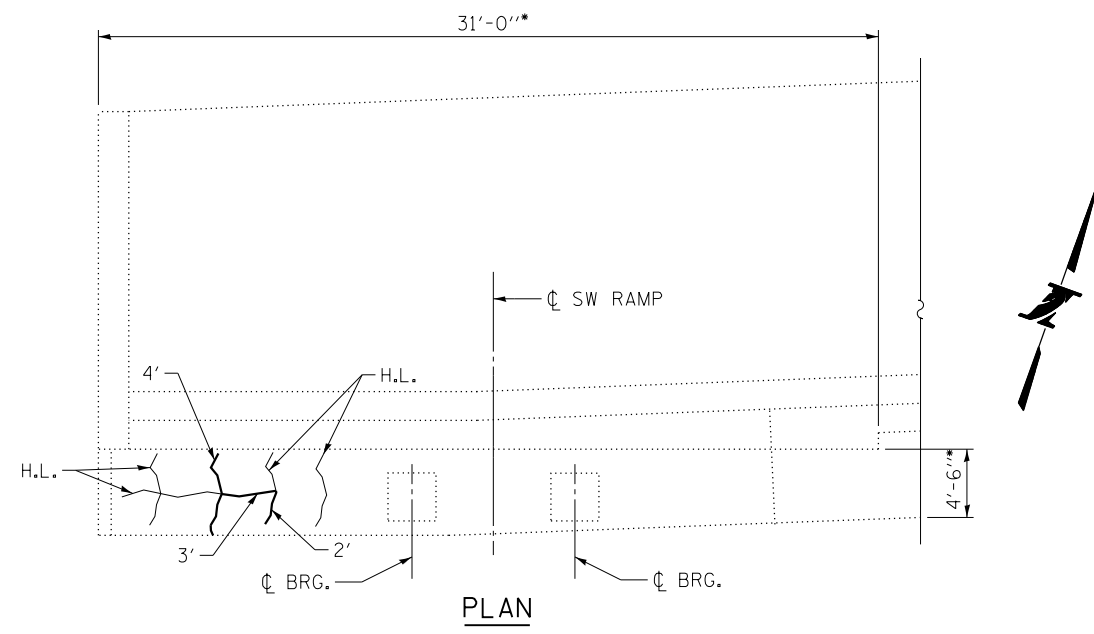 31'-0"*
℄ SW RAMP
4'
H.L.
H.L.
4'-6"*
3'
2'
℄ BRG.
℄ BRG.
PLAN